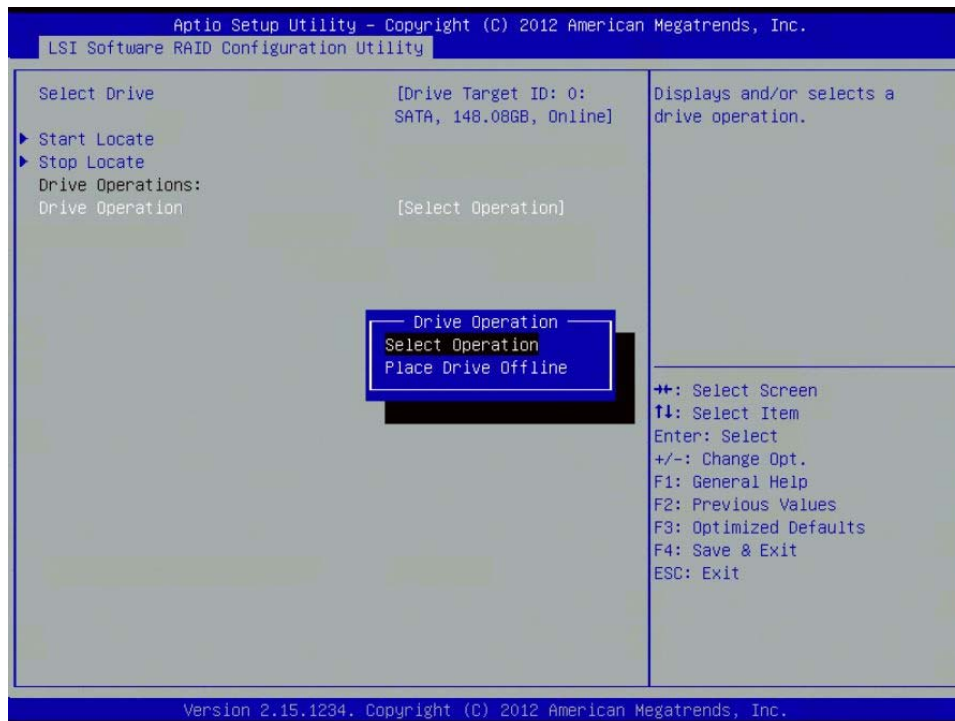 Aptio Setup Utility – Copyright (C) 2012 American Megatrends, Inc.
LSI Software RAID Configuration Utility
Select Drive [Drive Target ID: 0:
SATA, 148.08GB, Online]
Start Locate
Stop Locate
Drive Operations:
Drive Operation [Select Operation]
Drive Operation
Select Operation
Place Drive Offline
Displays and/or selects a
drive operation.
→←: Select Screen
↑↓: Select Item
Enter: Select
+/-: Change Opt.
F1: General Help
F2: Previous Values
F3: Optimized Defaults
F4: Save & Exit
ESC: Exit
Version 2.15.1234. Copyright (C) 2012 American Megatrends, Inc.